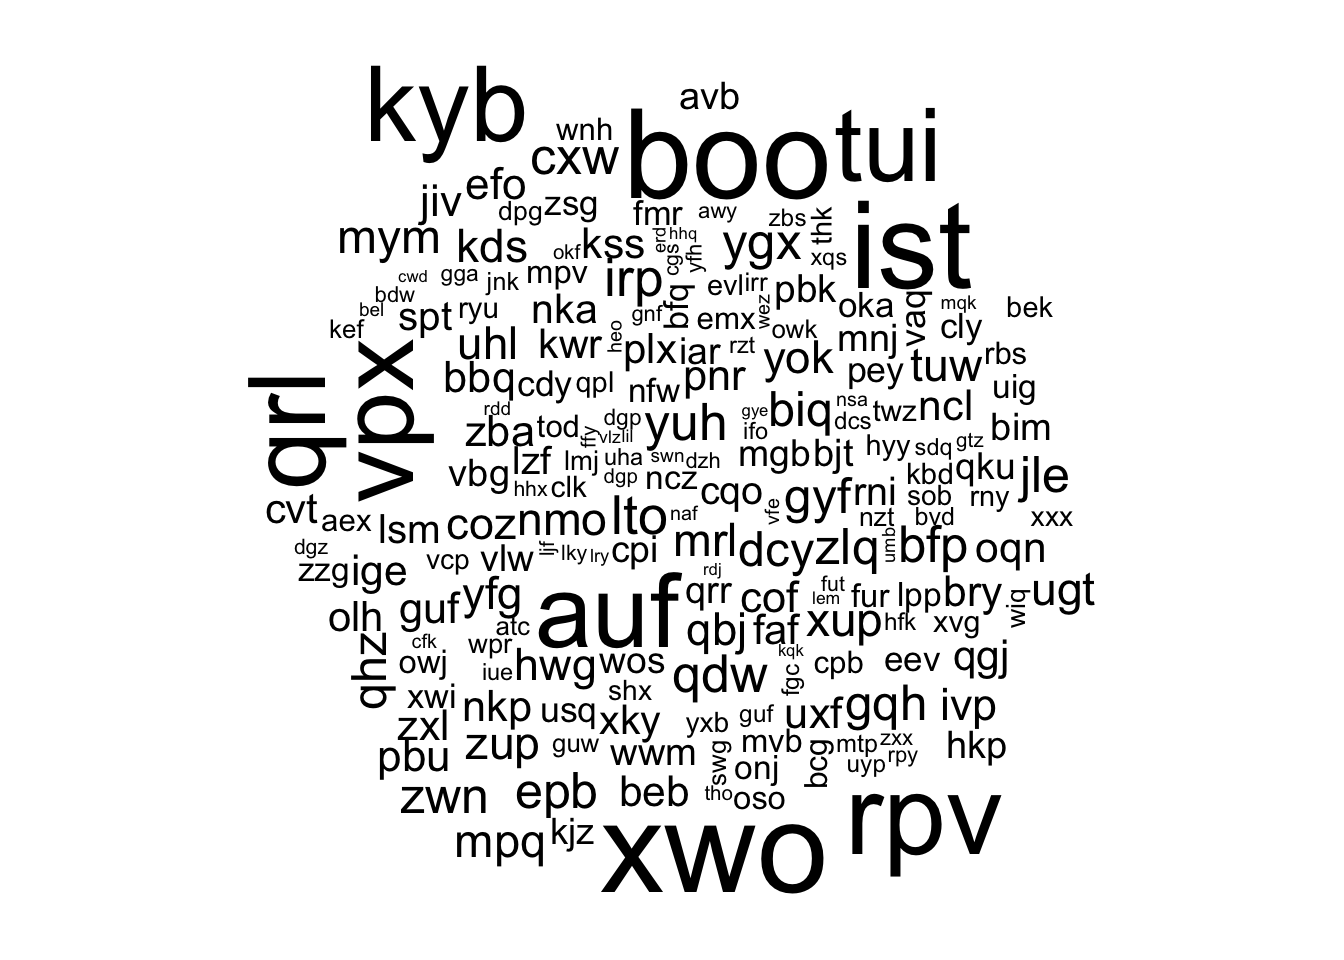 kyb
avb
boo
tui
wnh
cxw
efo
jiv
dpg
zsg
fmr
awy
zbs
thk
ist
mym
kds
okf
kss
erd
hhq
cgs
yfh
ygx
xqs
cwd
gga
jnk
mpv
irp
bfq
evl
irr
pbk
bdw
bel
kef
spt
ryu
nka
gnf
emx
wez
owk
oka
mnj
vaq
mqk
cly
bek
qrl
vpx
uhl
kwr
heo
plx
iar
rzt
yok
pey
tuw
rbs
bbq
cdy
qpl
nfw
pnr
uig
rdd
zba
tod
ffy
dgp
vlz
lil
yuh
gye
ifo
biq
nsa
dcs
twz
ncl
bim
vbg
lzf
lmj
uha
swn
dzh
mgb
bjt
hyy
sdq
gtz
hhx
clk
dgp
ncz
cqo
vfe
gyf
rni
kbd
qku
jle
sob
rny
cvt
aex
lsm
coz
nmo
lto
naf
nzt
byd
xxx
dgz
zzg
ige
vcp
vlw
ijf
lky
lry
cpi
mrl
dcy
zlq
umb
bfp
oqn
rdj
olh
guf
yfg
auf
qrr
cof
fut
lem
fur
lpp
bry
wiq
ugt
atc
qbj
faf
xup
hfk
xvg
qhz
cfk
owj
wpr
iue
hwg
wos
qdw
kqk
fgc
cpb
eev
qgj
xwi
shx
zxl
nkp
usq
xky
yxb
guf
uxf
gqh
ivp
pbu
zup
guw
wwm
swg
mvb
onj
bcg
mtp
zxx
uyp
rpy
hkp
zwn
epb
beb
tho
oso
rpv
mpq
kjz
xwo